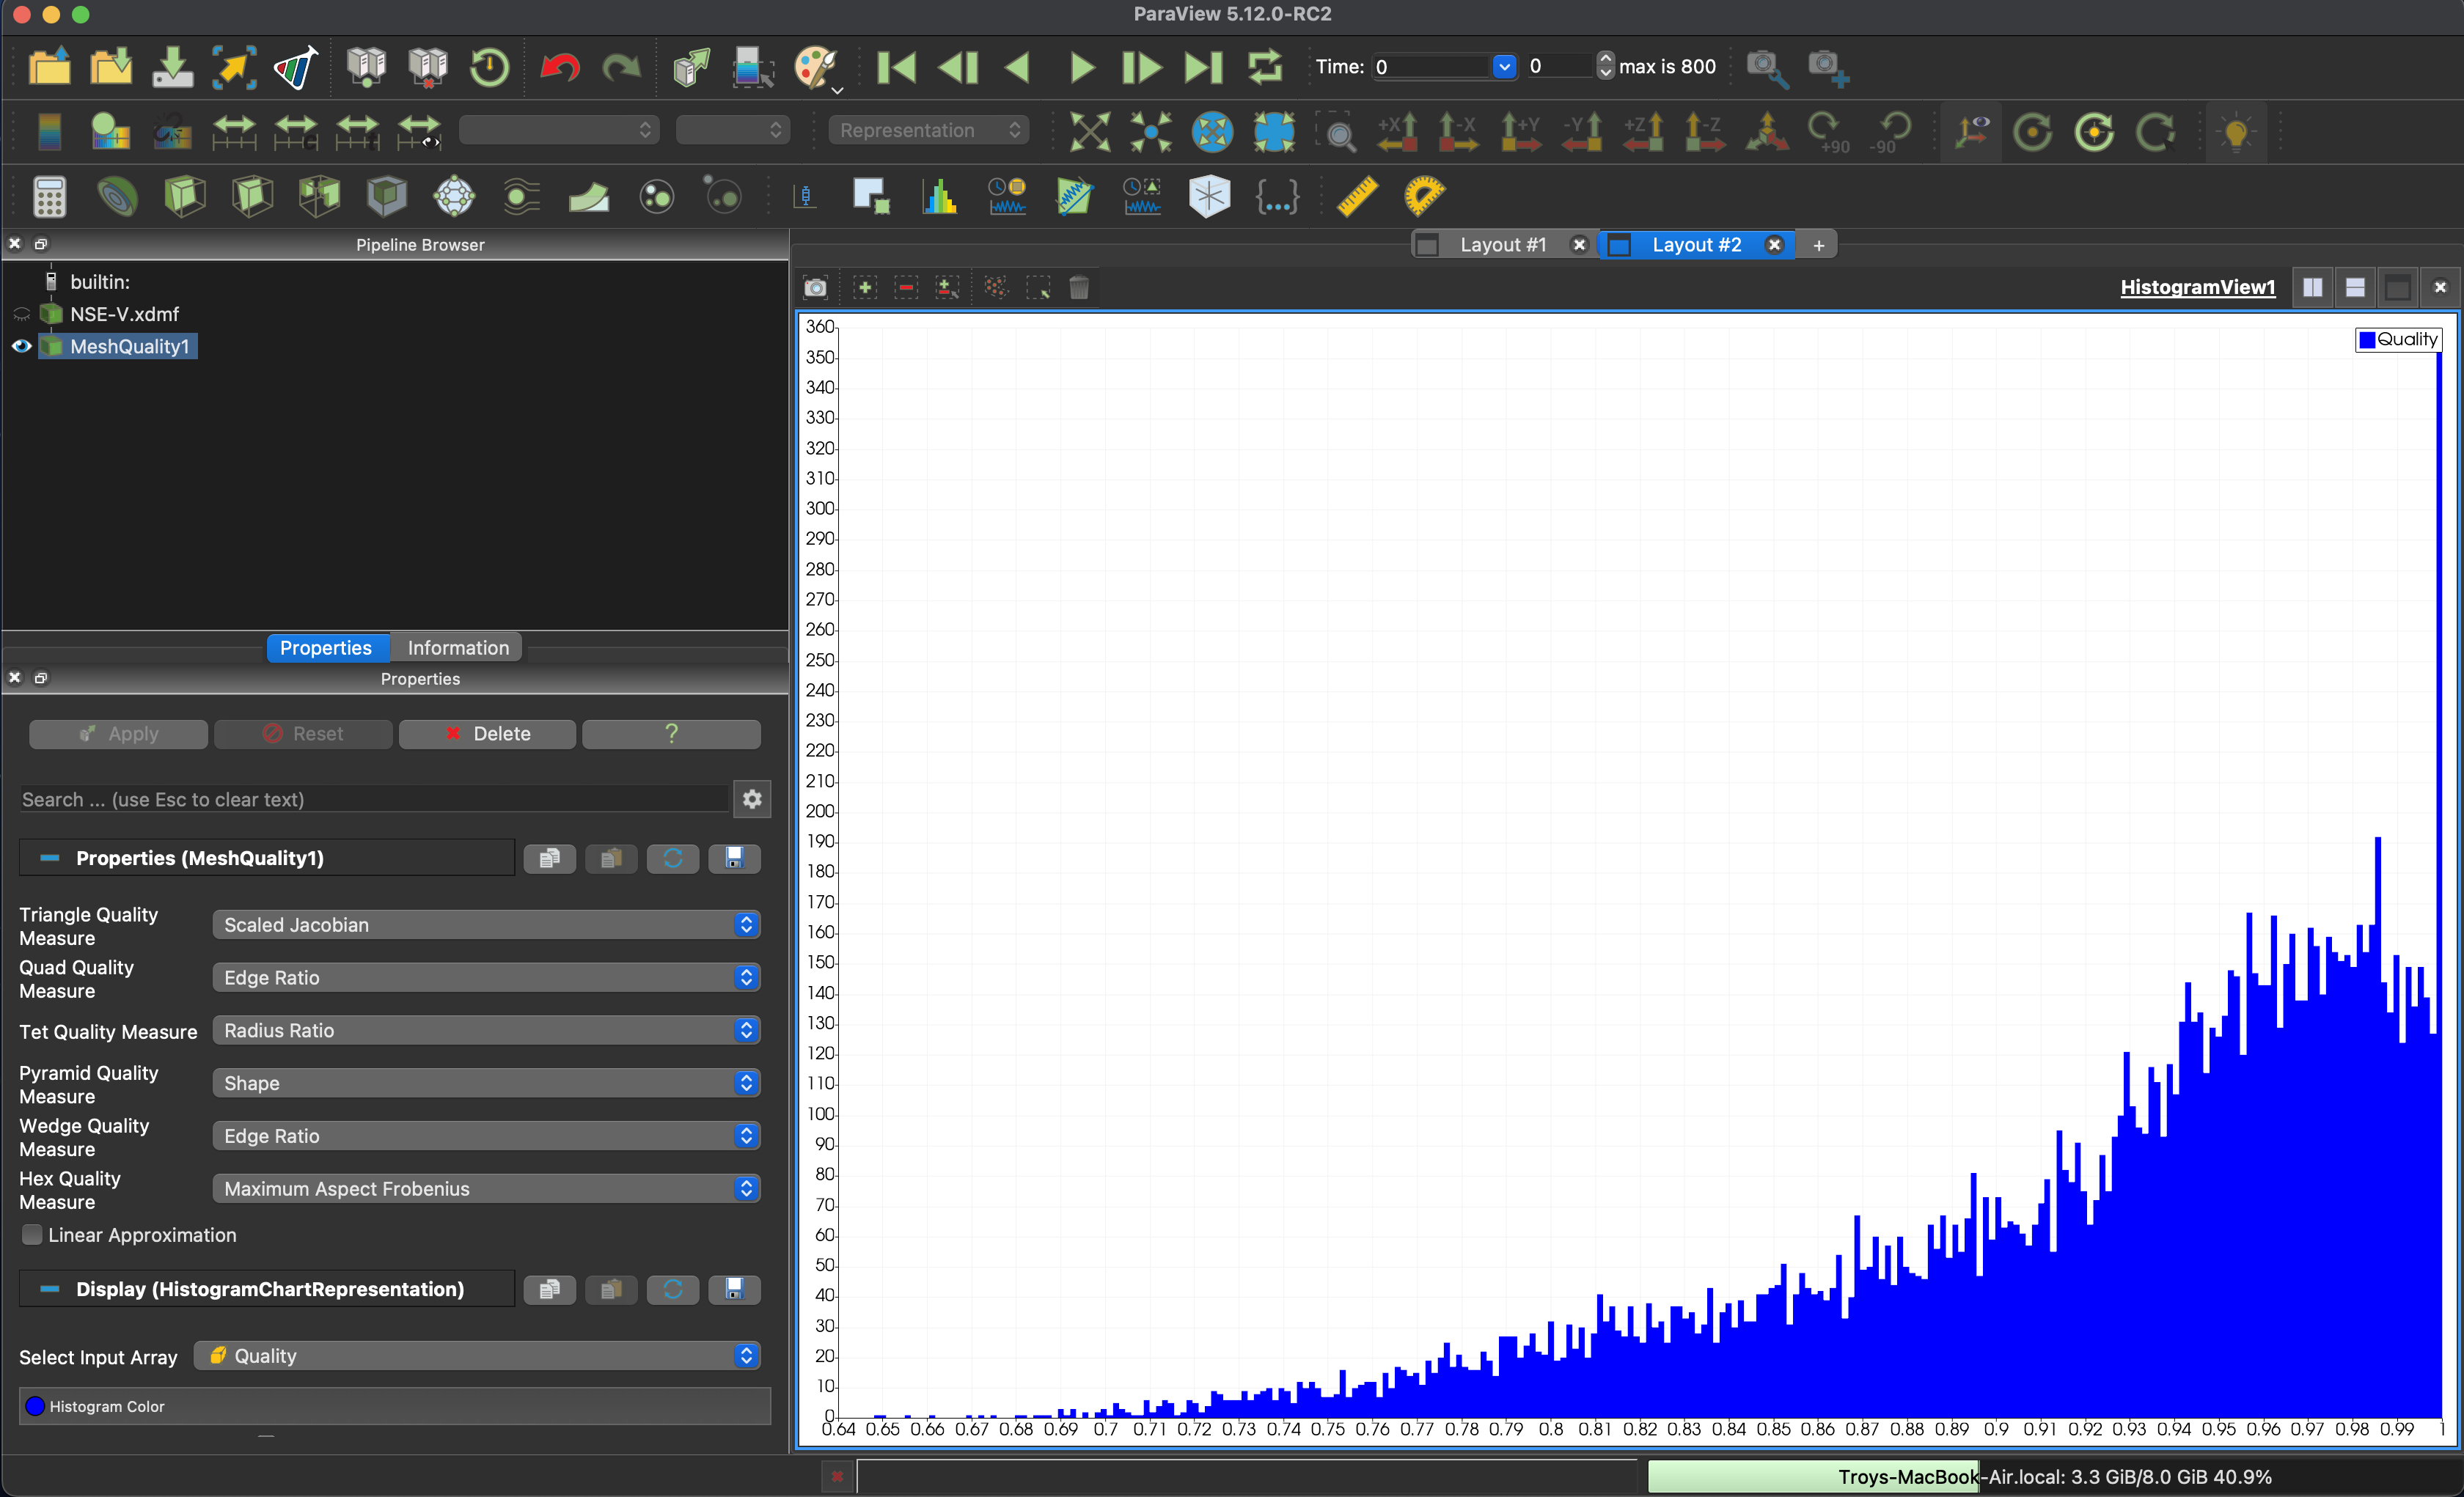 ParaView 5.12.0-RC2
Time: 0 0 max is 800
Representation
+X -X +Y -Y +Z -Z +90 -90
Pipeline Browser
builtin:
NSE-V.xdmf
MeshQuality1
Properties Information
Properties
Apply Reset Delete ?
Search ... (use Esc to clear text)
Properties (MeshQuality1)
Triangle Quality
Measure
Scaled Jacobian
Quad Quality
Measure
Edge Ratio
Tet Quality Measure Radius Ratio
Pyramid Quality
Measure
Shape
Wedge Quality
Measure
Edge Ratio
Hex Quality
Measure
Maximum Aspect Frobenius
Linear Approximation
Display (HistogramChartRepresentation)
Select Input Array Quality
Histogram Color
Layout #1 Layout #2 +
HistogramView1
Quality
360
350
340
330
320
310
300
290
280
270
260
250
240
230
220
210
200
190
180
170
160
150
140
130
120
110
100
90
80
70
60
50
40
30
20
10
0
0.64 0.65 0.66 0.67 0.68 0.69 0.7 0.71 0.72 0.73 0.74 0.75 0.76 0.77 0.78 0.79 0.8 0.81 0.82 0.83 0.84 0.85 0.86 0.87 0.88 0.89 0.9 0.91 0.92 0.93 0.94 0.95 0.96 0.97 0.98 0.99 1
Troys-MacBook-Air.local: 3.3 GiB/8.0 GiB 40.9%